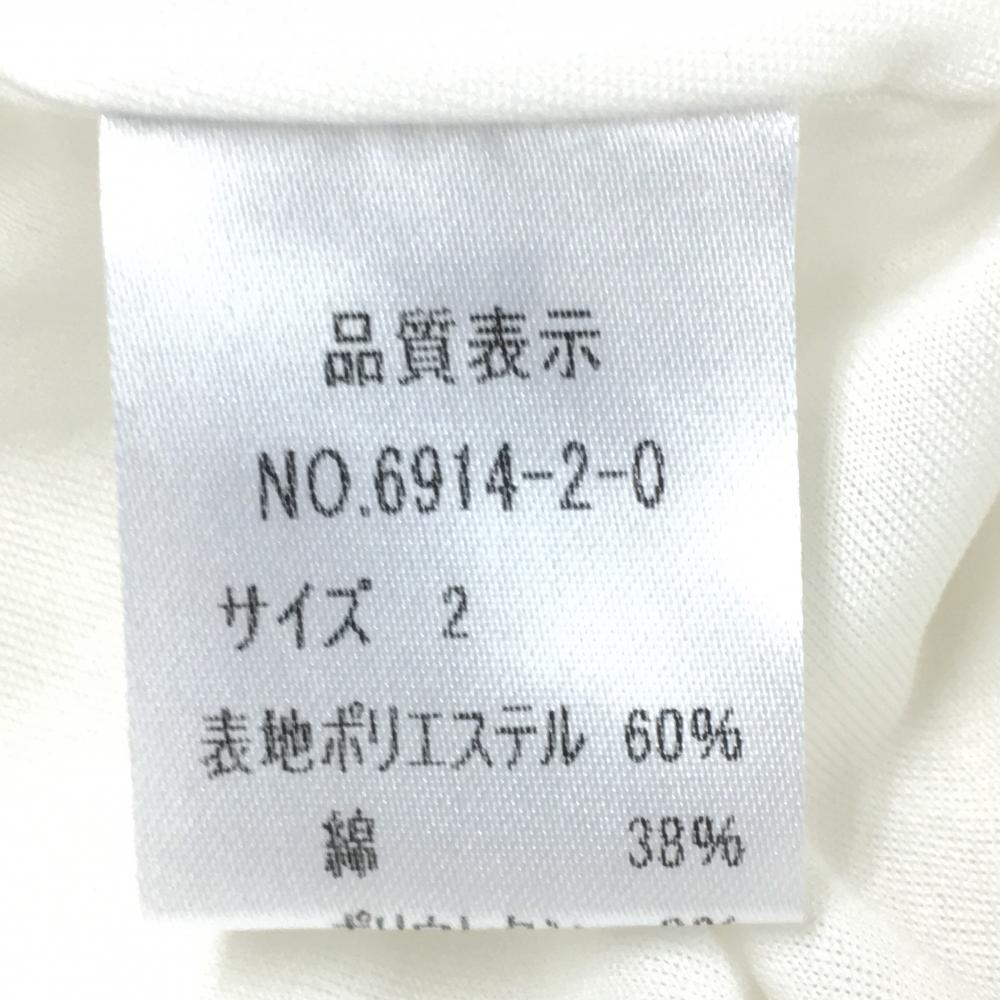 品質表示
NO.6914-2-0
サイズ 2
表地ポリエステル 60%
綿 38%